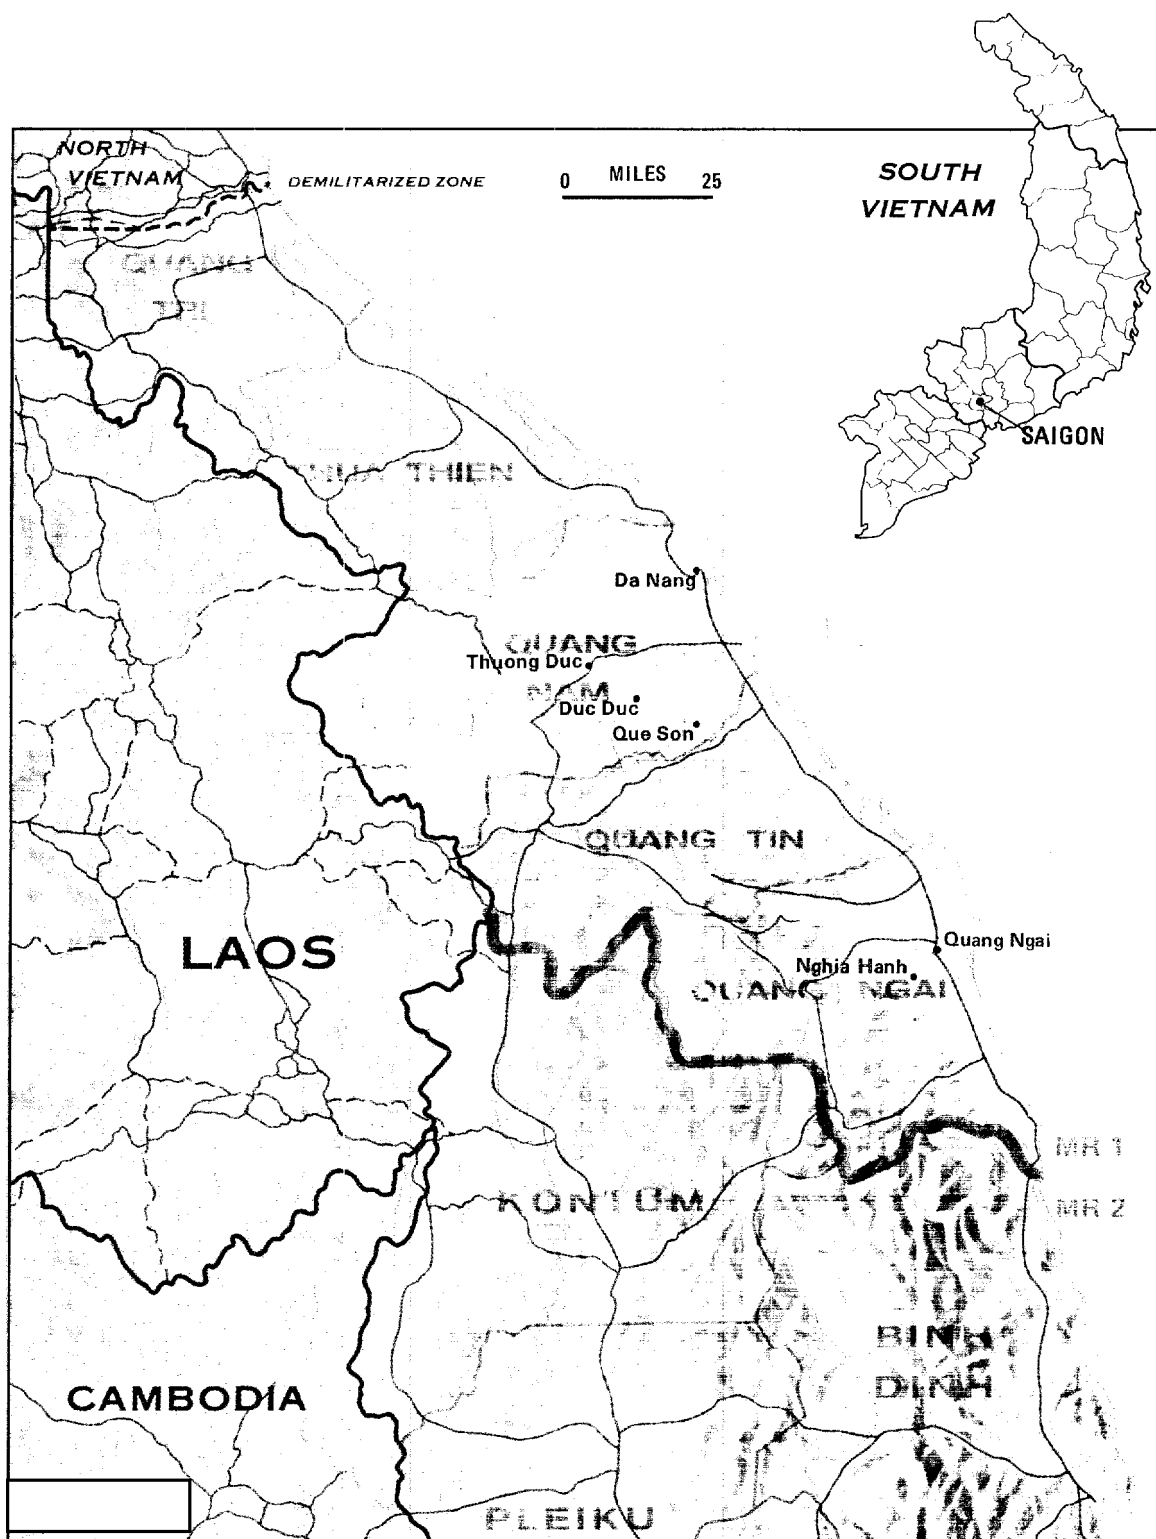 NORTH
VIETNAM
DEMILITARIZED ZONE
0 MILES 25
SOUTH
VIETNAM
SAIGON
QUANG
TRI
THUA THIEN
Da Nang
QUANG
NAM
Thuong Duc
Duc Duc
Que Son
QUANG TIN
LAOS
Quang Ngai
Nghia Hanh
QUANG NGAI
MR 1
MR 2
KONTUM
BINH
DINH
CAMBODIA
PLEIKU